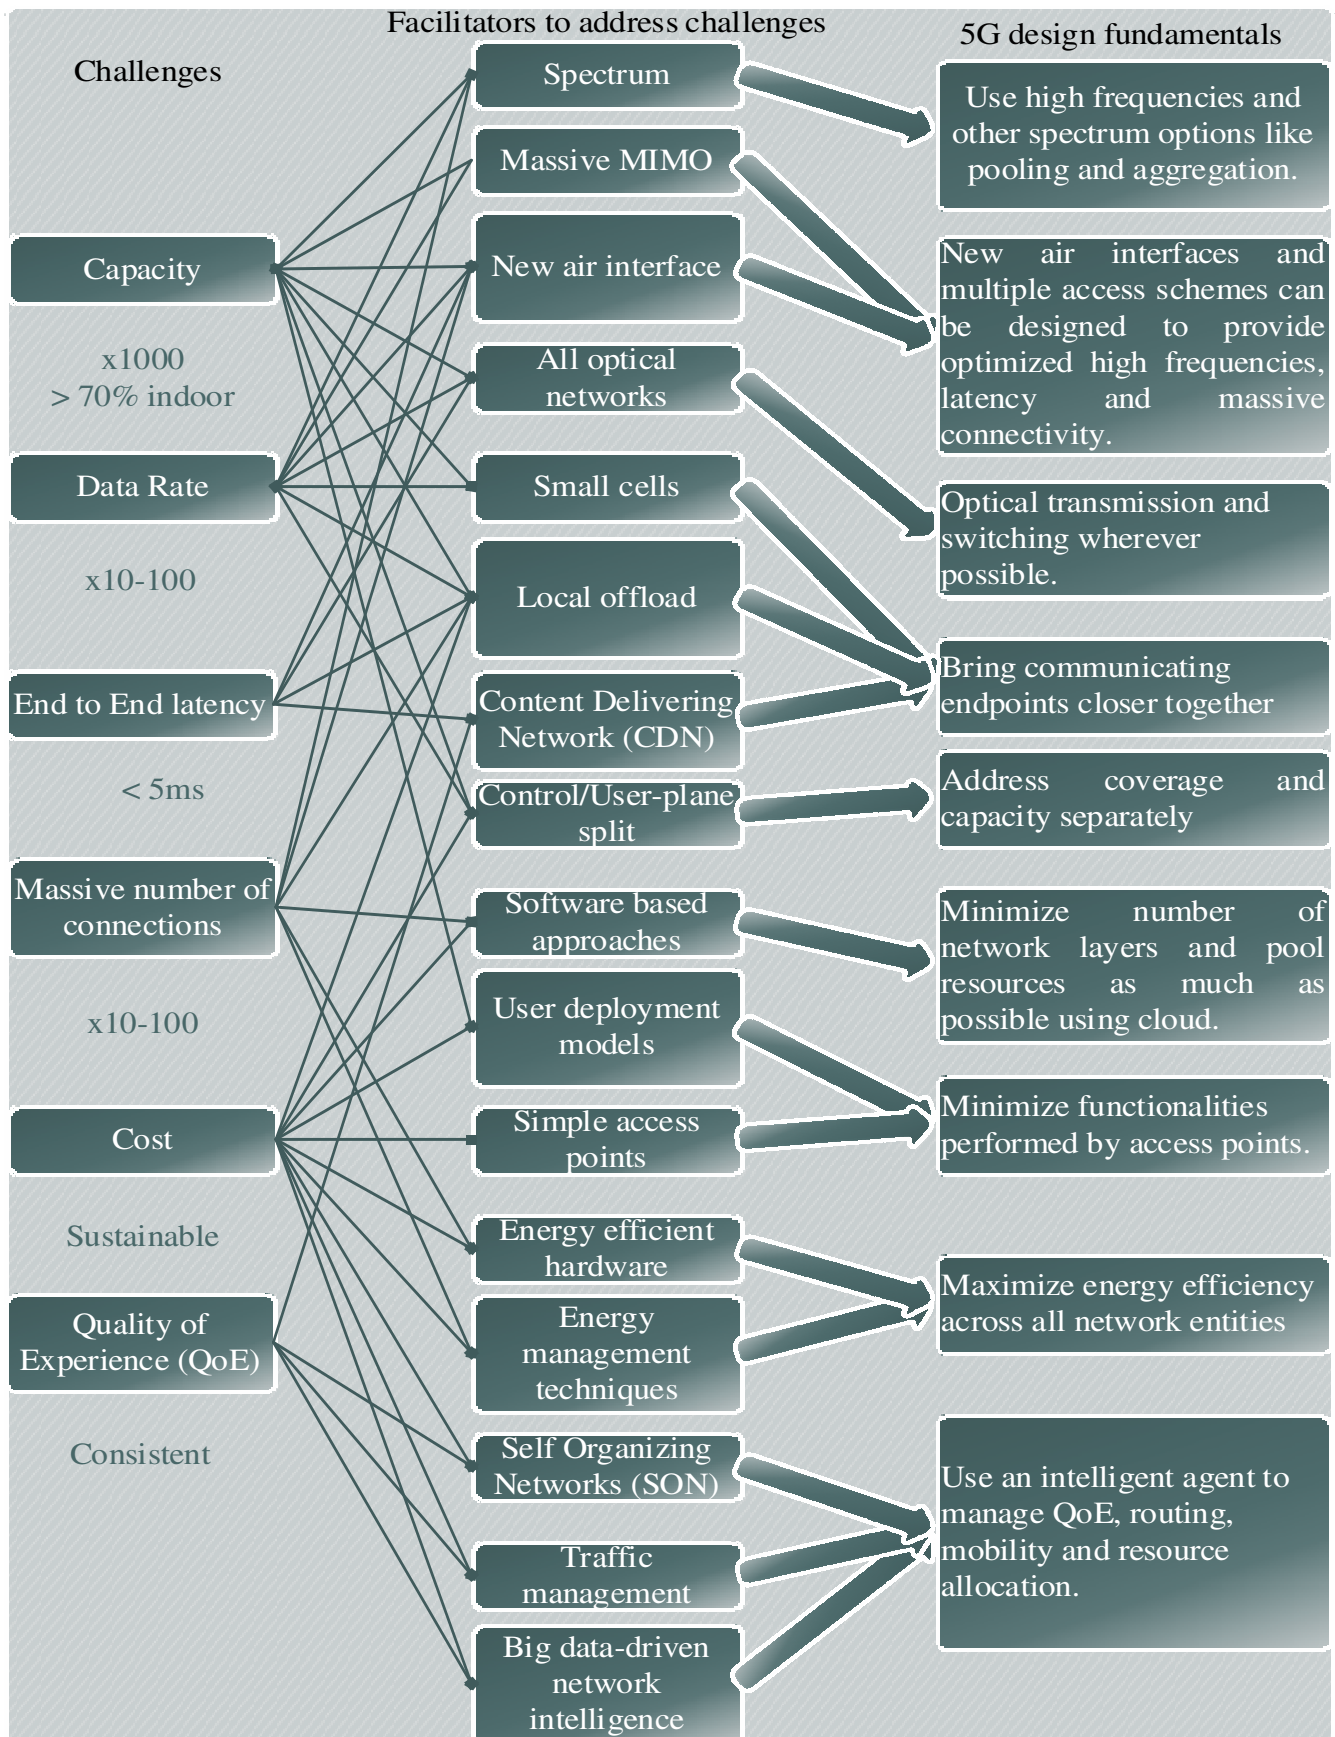 Facilitators to address challenges
Challenges
5G design fundamentals
Capacity
x1000
> 70% indoor
Data Rate
x10-100
End to End latency
< 5ms
Massive number of
connections
x10-100
Cost
Sustainable
Quality of
Experience (QoE)
Consistent
Spectrum
Massive MIMO
New air interface
All optical
networks
Small cells
Local offload
Content Delivering
Network (CDN)
Control/User-plane
split
Software based
approaches
User deployment
models
Simple access
points
Energy efficient
hardware
Energy
management
techniques
Self Organizing
Networks (SON)
Traffic
management
Big data-driven
network
intelligence
Use high frequencies and
other spectrum options like
pooling and aggregation.
New air interfaces and
multiple access schemes can
be designed to provide
optimized high frequencies,
latency and massive
connectivity.
Optical transmission and
switching wherever
possible.
Bring communicating
endpoints closer together
Address coverage and
capacity separately
Minimize number of
network layers and pool
resources as much as
possible using cloud.
Minimize functionalities
performed by access points.
Maximize energy efficiency
across all network entities
Use an intelligent agent to
manage QoE, routing,
mobility and resource
allocation.